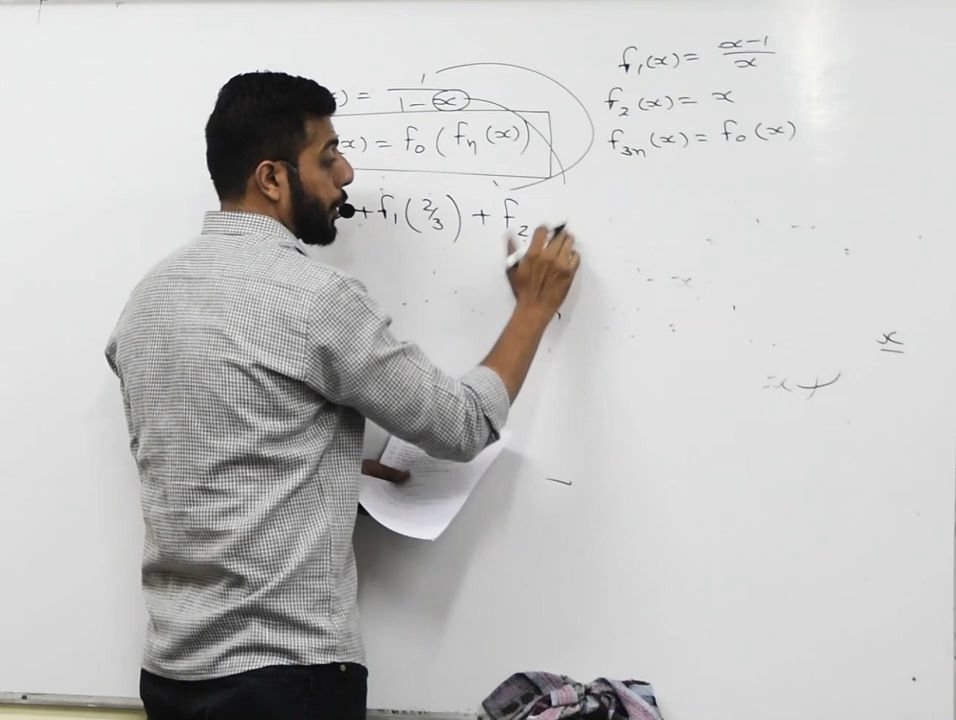 ) = 1/(1-x)
(x) = f₀(fₙ(x))
+ f₁(2/3) + f₂
f₁(x) = (x-1)/x
f₂(x) = x
f₃ₙ(x) = f₀(x)
x